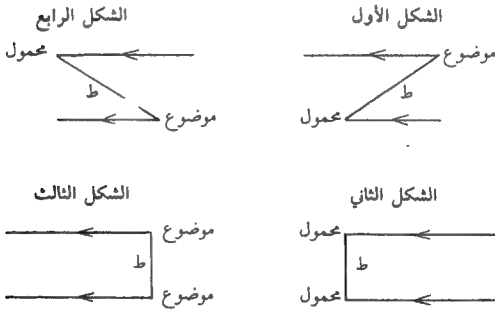 الشكل الأول
موضوع
ط
محمول
الشكل الرابع
محمول
ط
موضوع
الشكل الثاني
محمول
ط
محمول
الشكل الثالث
موضوع
ط
موضوع